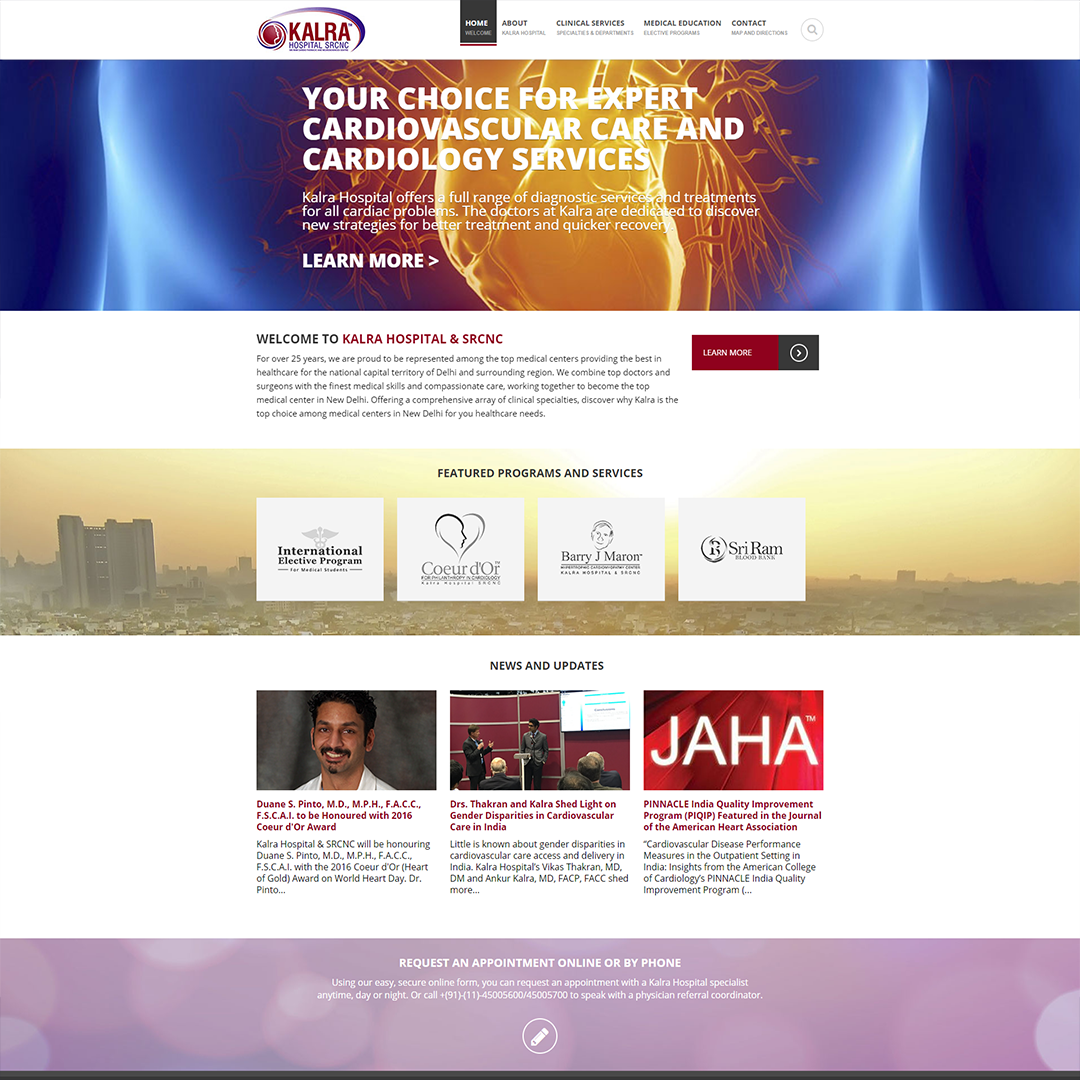 KALRA™
HOSPITAL SRCNC
HOME
WELCOME
ABOUT
KALRA HOSPITAL
CLINICAL SERVICES
SPECIALTIES & DEPARTMENTS
MEDICAL EDUCATION
ELECTIVE PROGRAMS
CONTACT
MAP AND DIRECTIONS
YOUR CHOICE FOR EXPERT
CARDIOVASCULAR CARE AND
CARDIOLOGY SERVICES
Kalra Hospital offers a full range of diagnostic services and treatments
for all cardiac problems. The doctors at Kalra are dedicated to discover
new strategies for better treatment and quicker recovery.
LEARN MORE >
WELCOME TO KALRA HOSPITAL & SRCNC
For over 25 years, we are proud to be represented among the top medical centers providing the best in
healthcare for the national capital territory of Delhi and surrounding region. We combine top doctors and
surgeons with the finest medical skills and compassionate care, working together to become the top
medical center in New Delhi. Offering a comprehensive array of clinical specialties, discover why Kalra is the
top choice among medical centers in New Delhi for you healthcare needs.
LEARN MORE
FEATURED PROGRAMS AND SERVICES
International
Elective Program
For Medical Students
Coeur d'Or™
FOR PHILANTHROPY IN CARDIOLOGY
Kalra Hospital SRCNC
Barry J Maron™
HYPERTROPHIC CARDIOMYOPATHY CENTER
KALRA HOSPITAL & SRCNC
Sri Ram
BLOOD BANK
NEWS AND UPDATES
JAHA™
Duane S. Pinto, M.D., M.P.H., F.A.C.C.,
F.S.C.A.I. to be Honoured with 2016
Coeur d'Or Award
Kalra Hospital & SRCNC will be honouring
Duane S. Pinto, M.D., M.P.H., F.A.C.C.,
F.S.C.A.I. with the 2016 Coeur d'Or (Heart
of Gold) Award on World Heart Day. Dr.
Pinto...
Drs. Thakran and Kalra Shed Light on
Gender Disparities in Cardiovascular
Care in India
Little is known about gender disparities in
cardiovascular care access and delivery in
India. Kalra Hospital's Vikas Thakran, MD,
DM and Ankur Kalra, MD, FACP, FACC shed
more...
PINNACLE India Quality Improvement
Program (PIQIP) Featured in the Journal
of the American Heart Association
"Cardiovascular Disease Performance
Measures in the Outpatient Setting in
India: Insights from the American College
of Cardiology's PINNACLE India Quality
Improvement Program (...
REQUEST AN APPOINTMENT ONLINE OR BY PHONE
Using our easy, secure online form, you can request an appointment with a Kalra Hospital specialist
anytime, day or night. Or call +(91)-(11)-45005600/45005700 to speak with a physician referral coordinator.